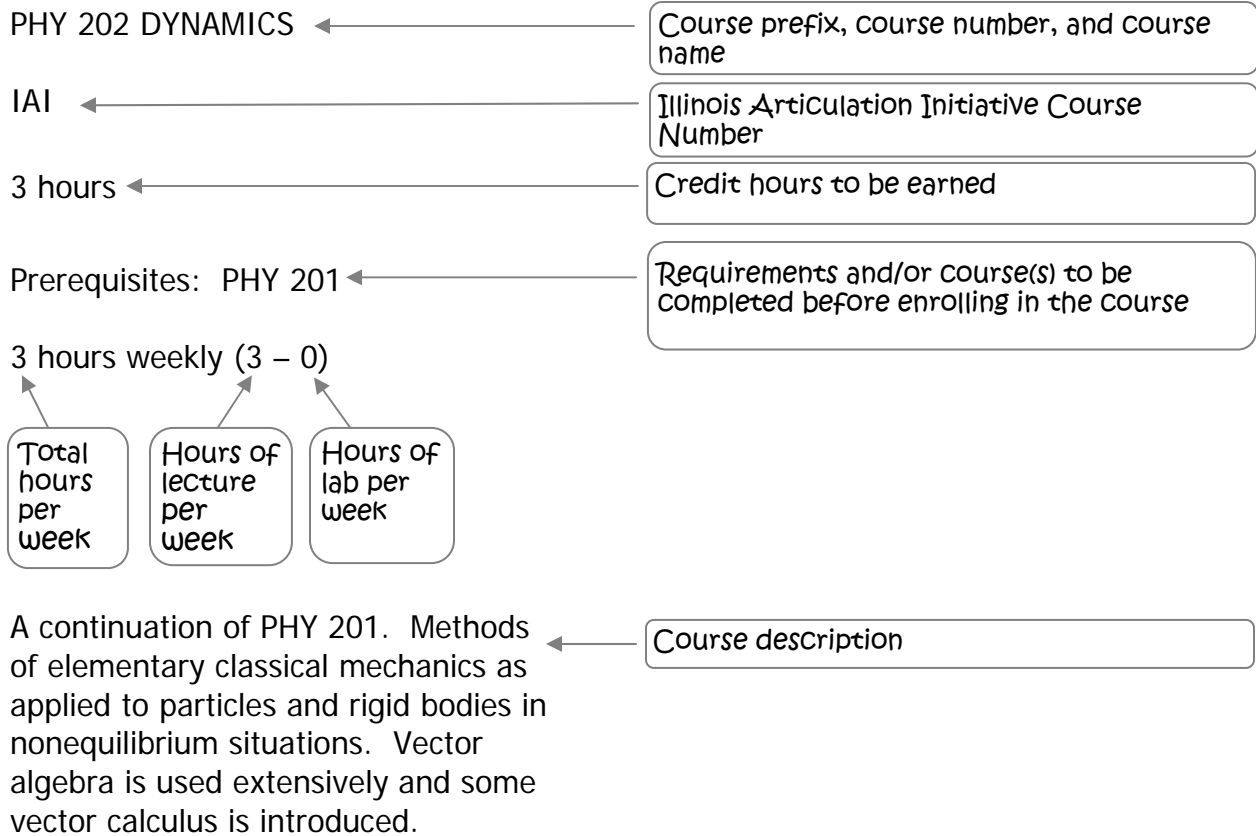 PHY 202 DYNAMICS
Course prefix, course number, and course
name
IAI
Illinois Articulation Initiative Course
Number
3 hours
Credit hours to be earned
Prerequisites:  PHY 201
Requirements and/or course(s) to be
completed before enrolling in the course
3 hours weekly (3 – 0)
Total
hours
per
week
Hours of
lecture
per
week
Hours of
lab per
week
A continuation of PHY 201.  Methods
of elementary classical mechanics as
applied to particles and rigid bodies in
nonequilibrium situations.  Vector
algebra is used extensively and some
vector calculus is introduced.
Course description